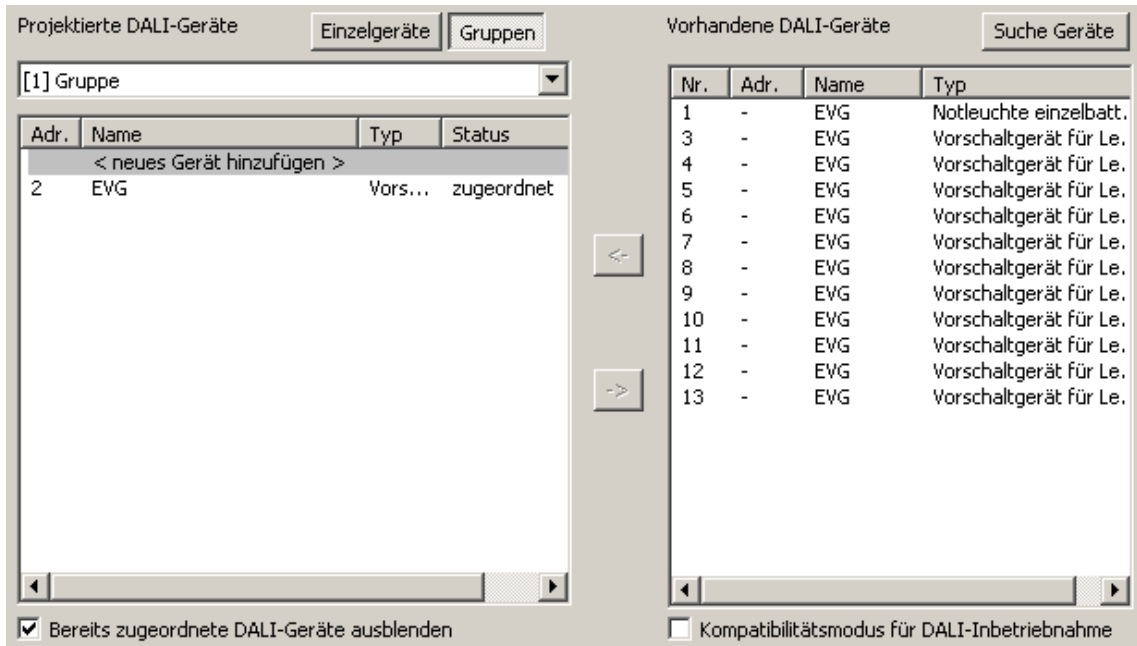 Projektierte DALI-Geräte Einzelgeräte Gruppen
[1] Gruppe
Adr. Name Typ Status
< neues Gerät hinzufügen >
2 EVG Vors... zugeordnet
Bereits zugeordnete DALI-Geräte ausblenden
<-
->
Vorhandene DALI-Geräte Suche Geräte
Nr. Adr. Name Typ
1 - EVG Notleuchte einzelbatt.
3 - EVG Vorschaltgerät für Le.
4 - EVG Vorschaltgerät für Le.
5 - EVG Vorschaltgerät für Le.
6 - EVG Vorschaltgerät für Le.
7 - EVG Vorschaltgerät für Le.
8 - EVG Vorschaltgerät für Le.
9 - EVG Vorschaltgerät für Le.
10 - EVG Vorschaltgerät für Le.
11 - EVG Vorschaltgerät für Le.
12 - EVG Vorschaltgerät für Le.
13 - EVG Vorschaltgerät für Le.
Kompatibilitätsmodus für DALI-Inbetriebnahme